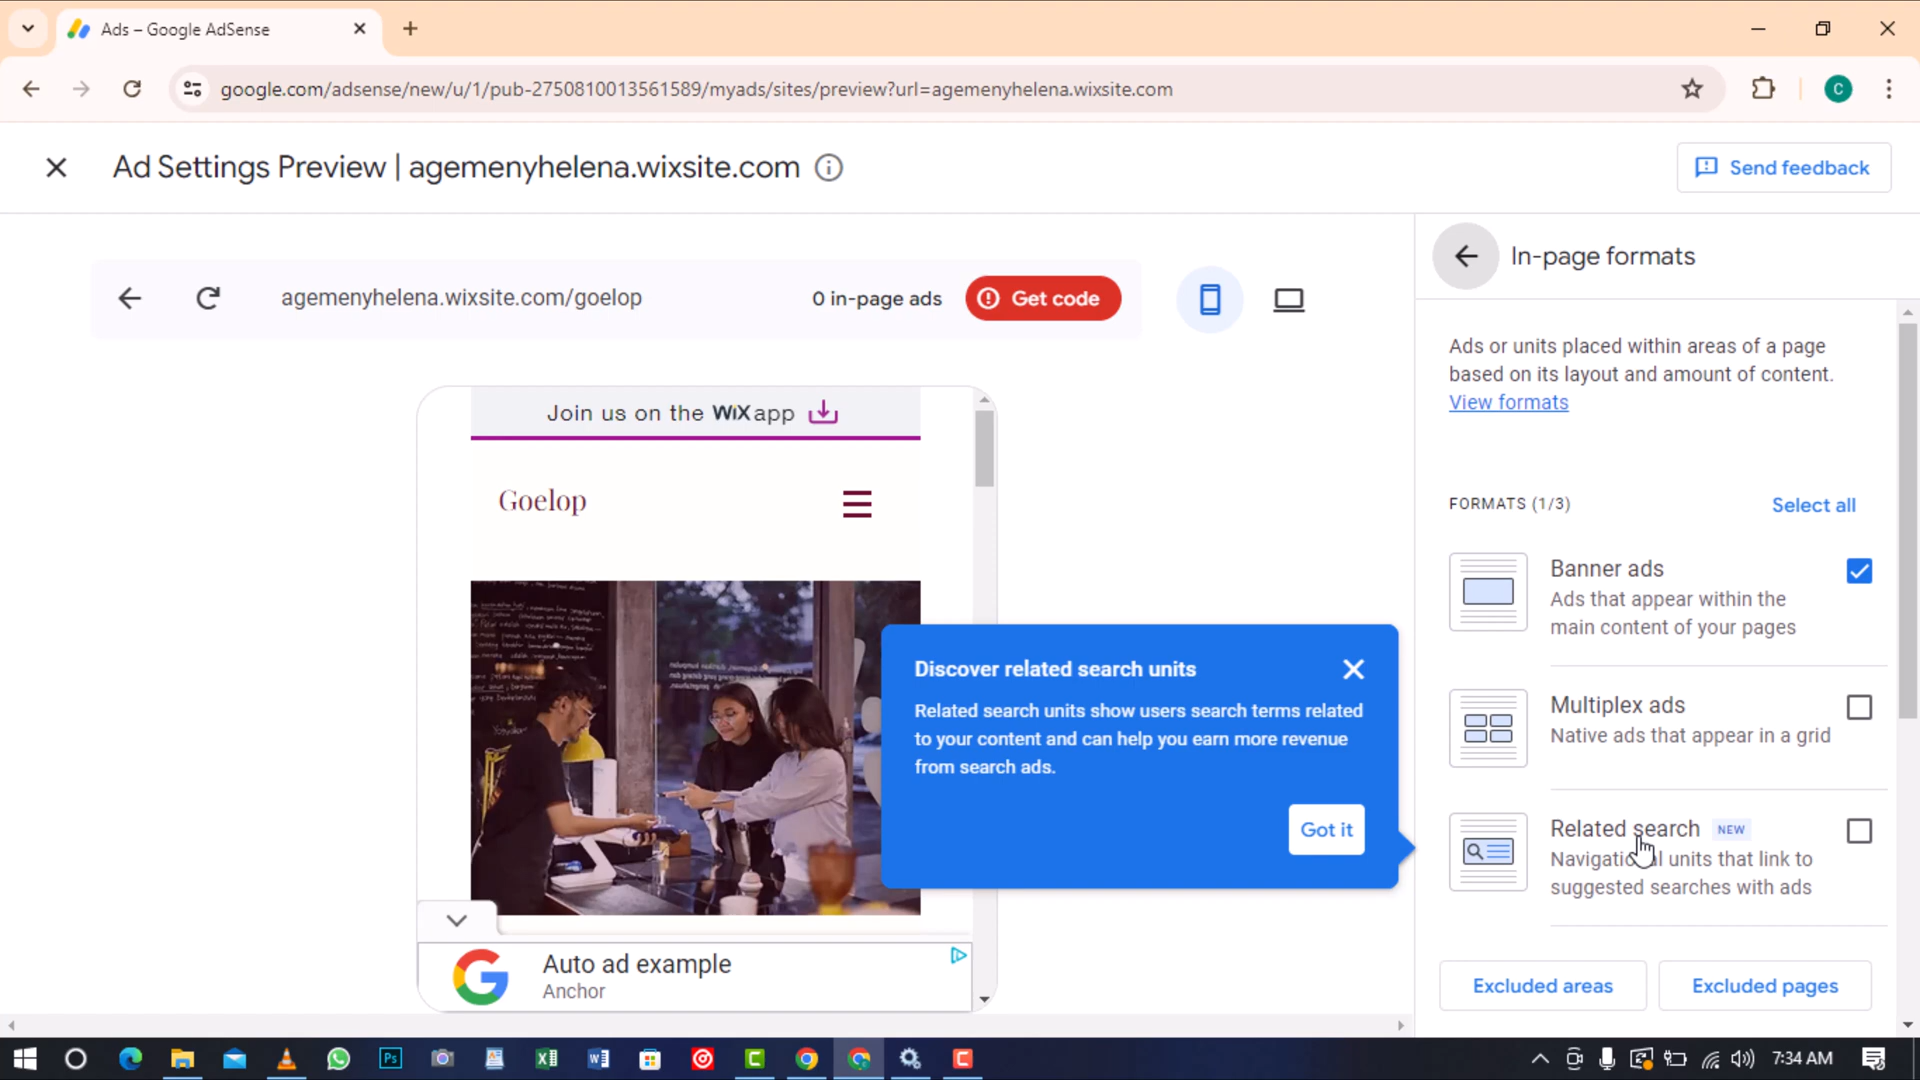 Ads – Google AdSense
google.com/adsense/new/u/1/pub-2750810013561589/myads/sites/preview?url=agemenyhelena.wixsite.com
C
Ad Settings Preview | agemenyhelena.wixsite.com
Send feedback
agemenyhelena.wixsite.com/goelop
0 in-page ads
Get code
Join us on the WiX app
Goelop
Discover related search units
Related search units show users search terms related
to your content and can help you earn more revenue
from search ads.
Got it
Auto ad example
Anchor
In-page formats
Ads or units placed within areas of a page
based on its layout and amount of content.
View formats
FORMATS (1/3)
Select all
Banner ads
Ads that appear within the
main content of your pages
Multiplex ads
Native ads that appear in a grid
Related search NEW
Navigational units that link to
suggested searches with ads
Excluded areas
Excluded pages
7:34 AM